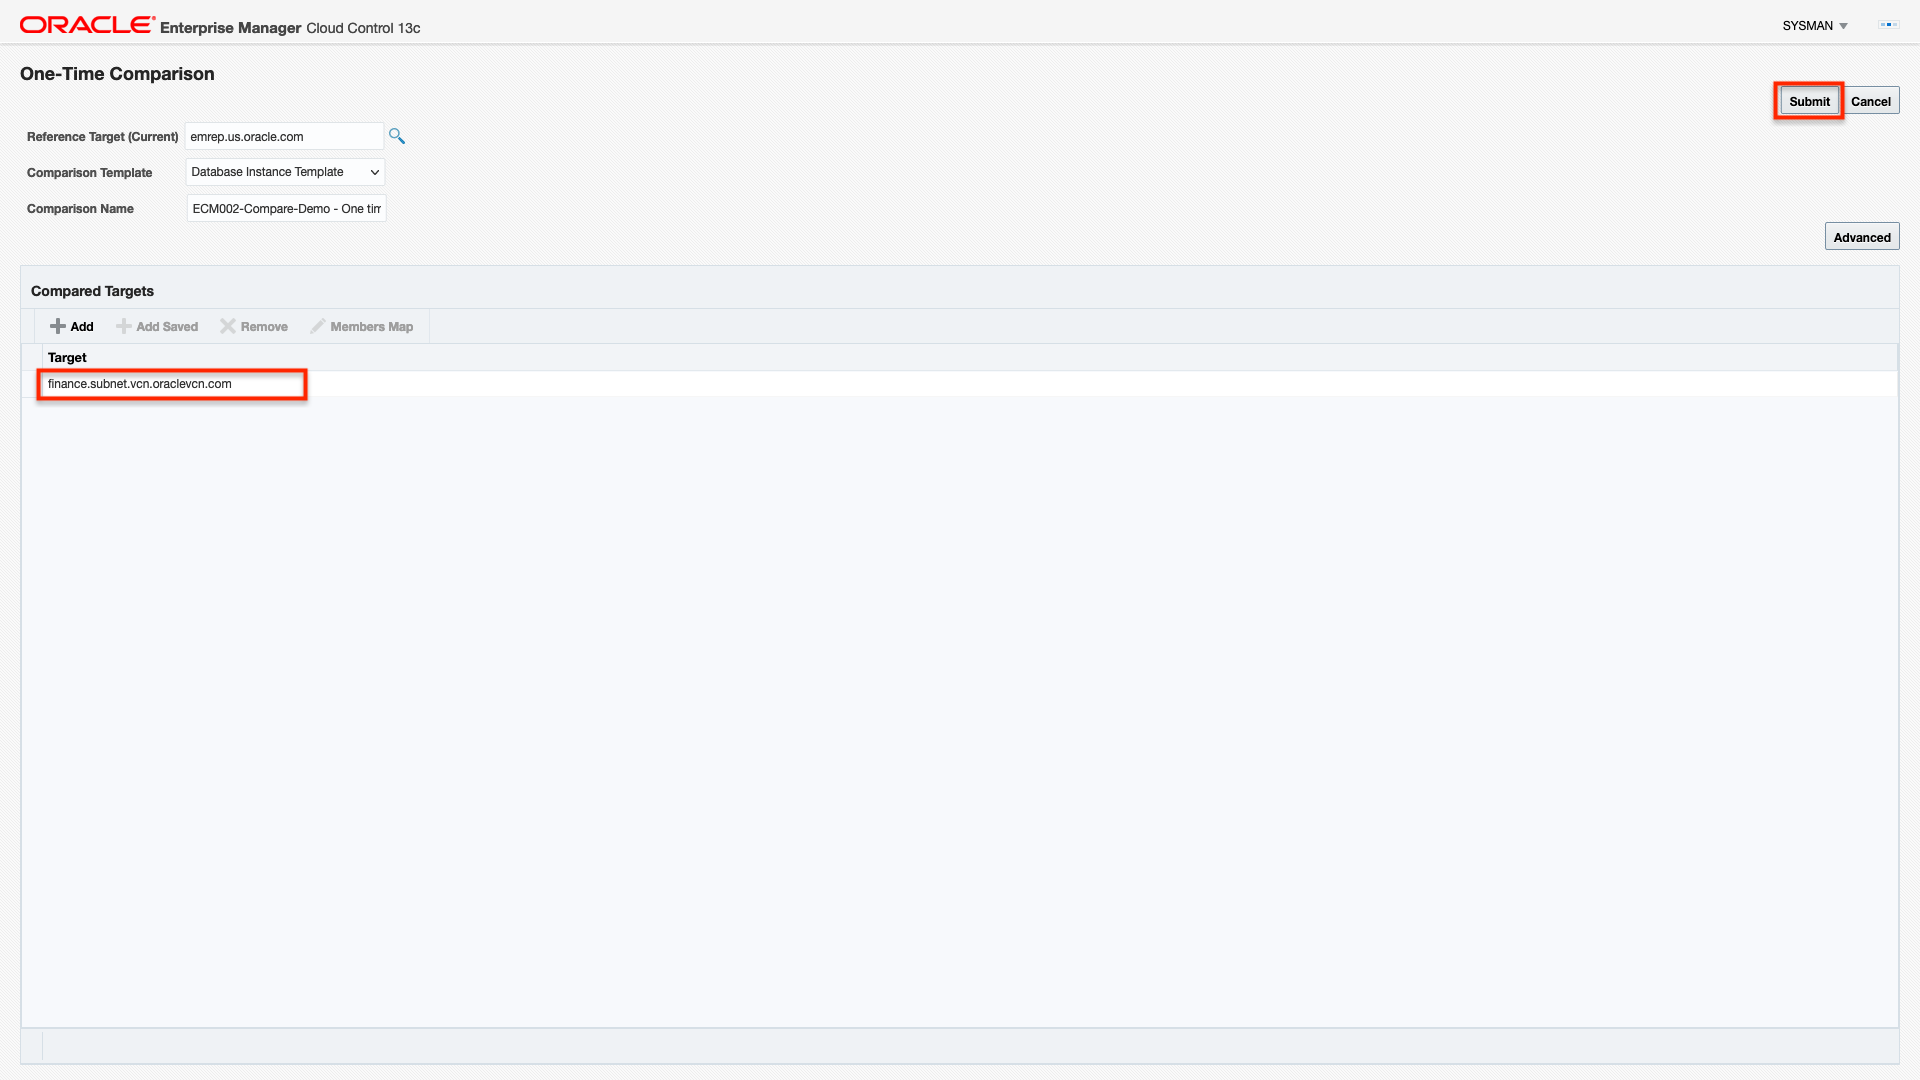 ORACLE Enterprise Manager Cloud Control 13c
SYSMAN
One-Time Comparison
Submit Cancel
Reference Target (Current) emrep.us.oracle.com
Comparison Template Database Instance Template
Comparison Name ECM002-Compare-Demo - One
Advanced
Compared Targets
Add Add Saved Remove Members Map
Target
finance.subnet.vcn.oraclevcn.com